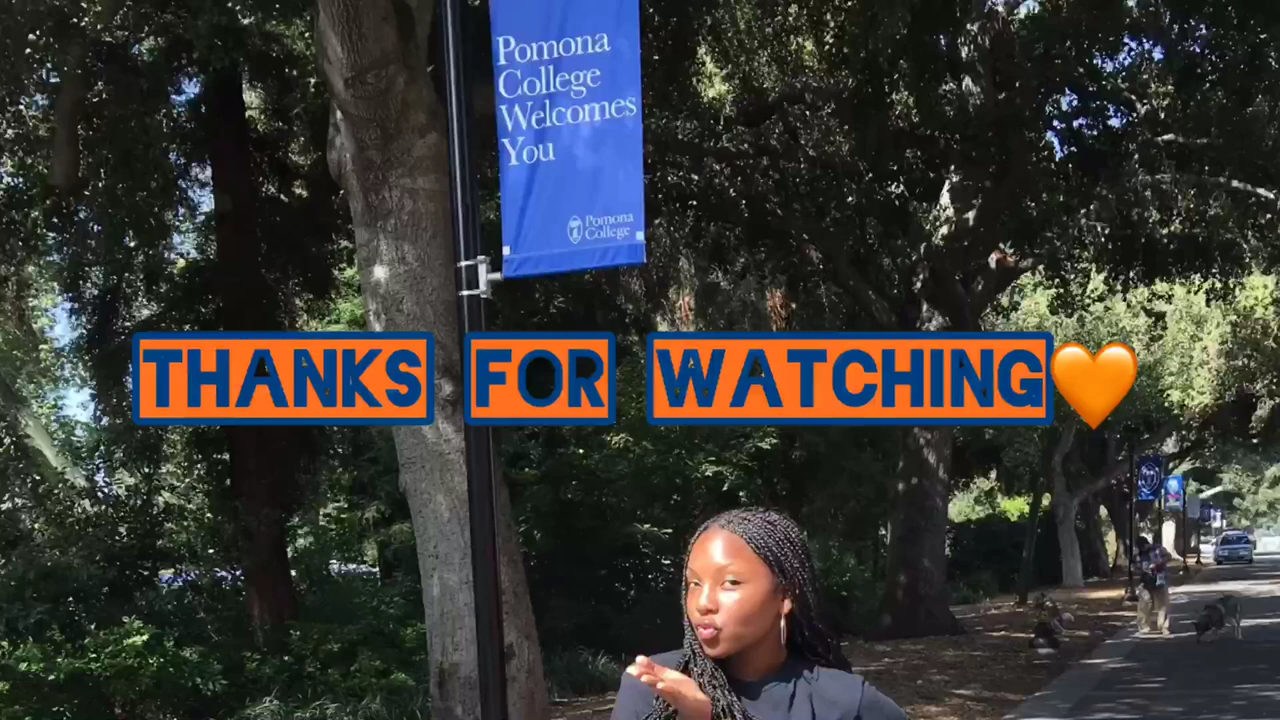 Pomona
College
Welcomes
You
Pomona
College
THANKS FOR WATCHING🧡